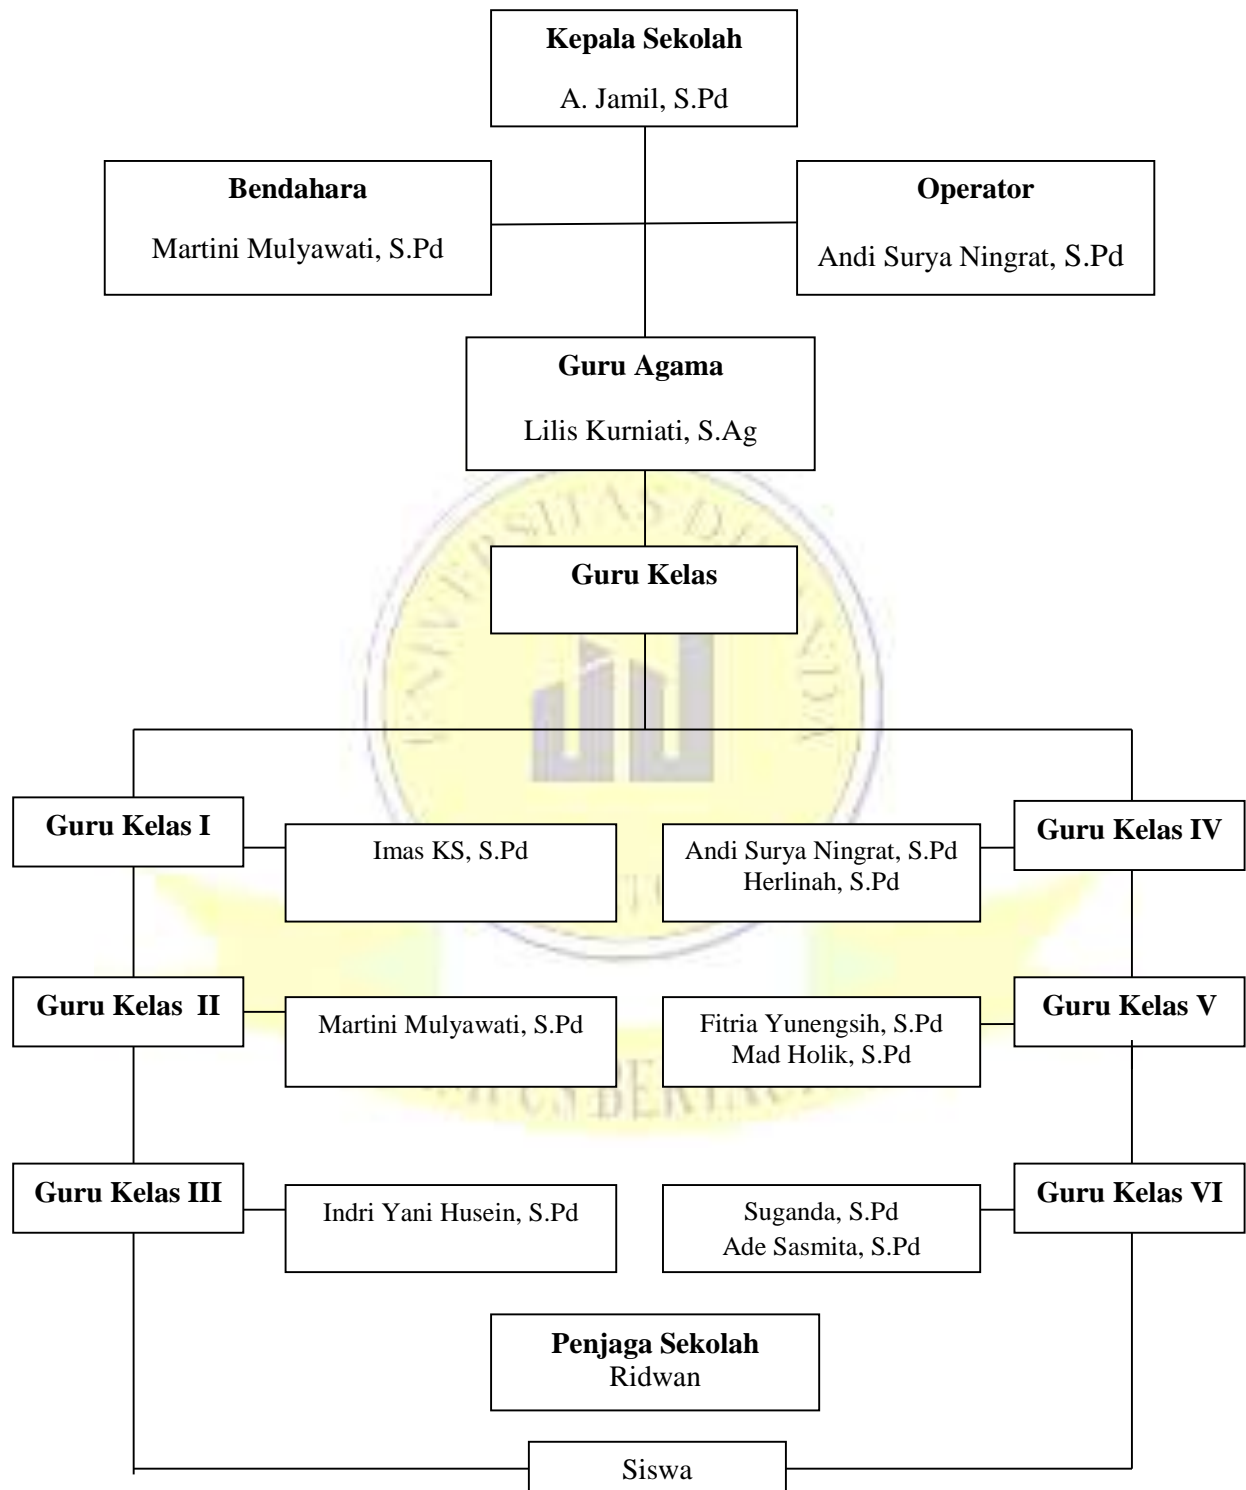 Kepala Sekolah
A. Jamil, S.Pd
Bendahara
Martini Mulyawati, S.Pd
Operator
Andi Surya Ningrat, S.Pd
Guru Agama
Lilis Kurniati, S.Ag
Guru Kelas
Guru Kelas I
Imas KS, S.Pd
Andi Surya Ningrat, S.Pd
Herlinah, S.Pd
Guru Kelas IV
Guru Kelas  II
Martini Mulyawati, S.Pd
Fitria Yunengsih, S.Pd
Mad Holik, S.Pd
Guru Kelas V
Guru Kelas III
Indri Yani Husein, S.Pd
Suganda, S.Pd
Ade Sasmita, S.Pd
Guru Kelas VI
Penjaga Sekolah
Ridwan
Siswa